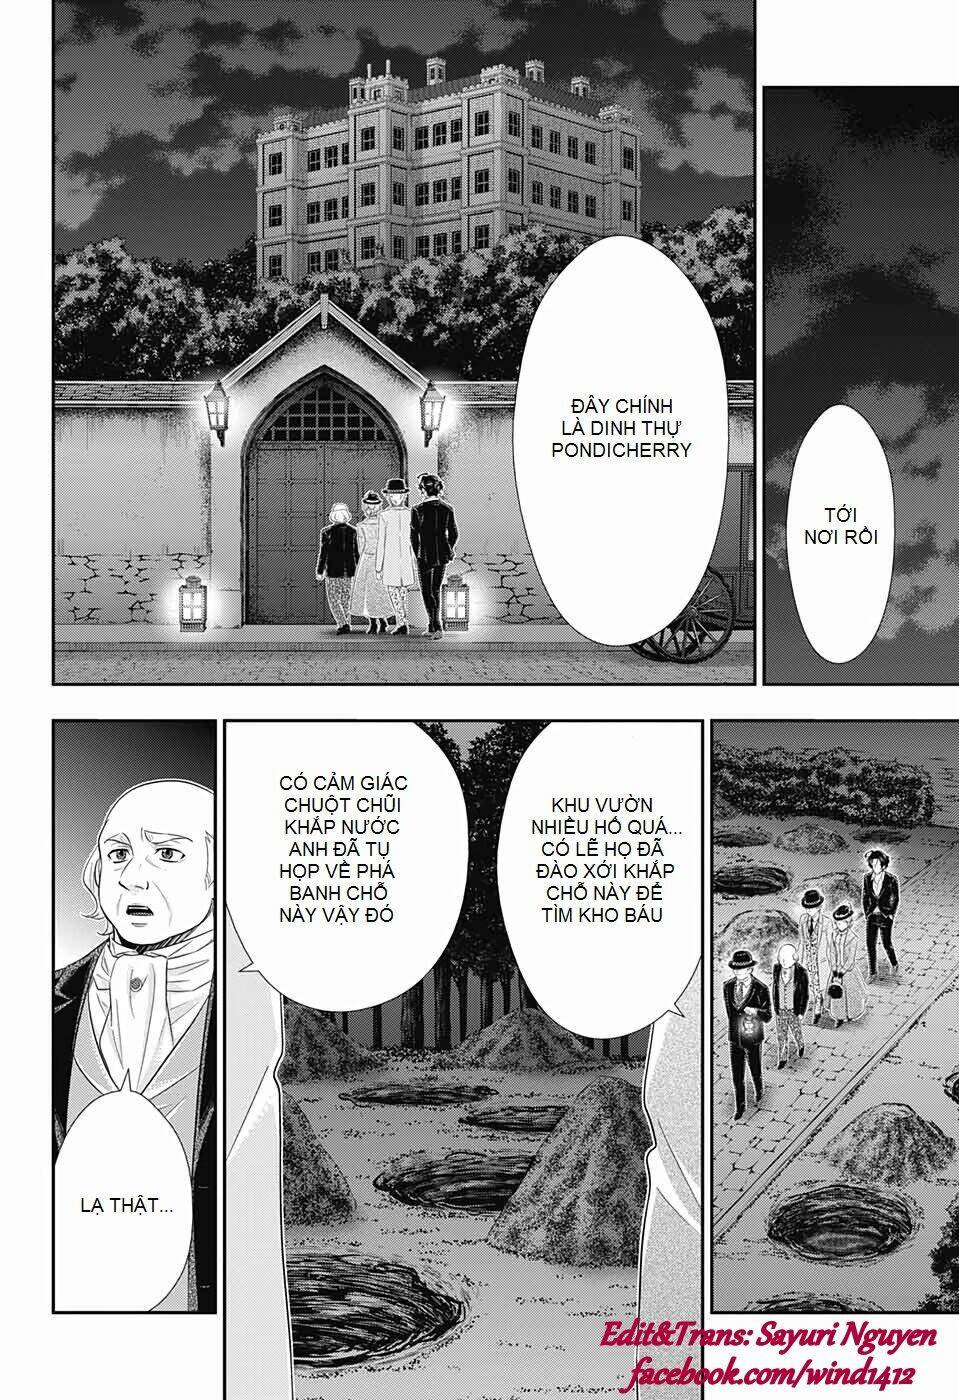 TỚI
NƠI RỒI
ĐÂY CHÍNH
LÀ DINH THỰ
PONDICHERRY
KHU VƯỜN
NHIỀU HỐ QUÁ...
CÓ LẼ HỌ ĐÃ
ĐÀO XỚI KHẮP
CHỖ NÀY ĐỂ
TÌM KHO BÁU
CÓ CẢM GIÁC
CHUỘT CHŨI
KHẮP NƯỚC
ANH ĐÃ TỤ
HỌP VỀ PHÁ
BANH CHỖ
NÀY VẬY ĐÓ
LẠ THẬT...
Edit&Trans: Sayuri Nguyen
facebook.com/wind1412